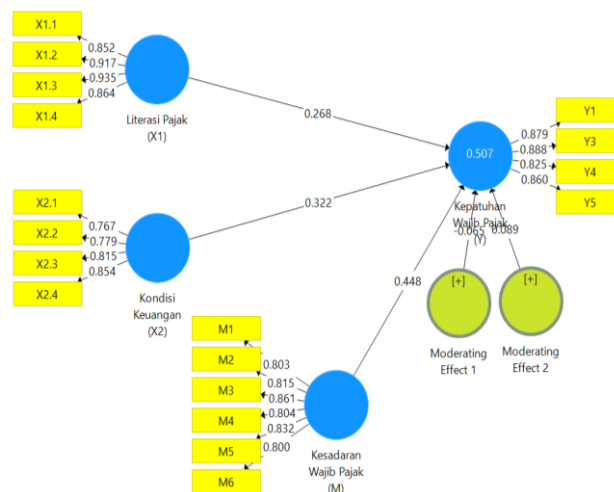 X1.1
X1.2
X1.3
X1.4
0.852
0.917
0.935
0.864
Literasi Pajak
(X1)
0.268
X2.1
X2.2
X2.3
X2.4
0.767
0.779
0.815
0.854
Kondisi
Keuangan
(X2)
0.322
M1
M2
M3
M4
M5
M6
0.803
0.815
0.861
0.804
0.832
0.800
Kesadaran
Wajib Pajak
(M)
0.448
0.507
Kepatuhan
Wajib Pajak
(Y)
-0.065
0.089
0.879
0.888
0.825
0.860
Y1
Y3
Y4
Y5
[+]
Moderating
Effect 1
[+]
Moderating
Effect 2